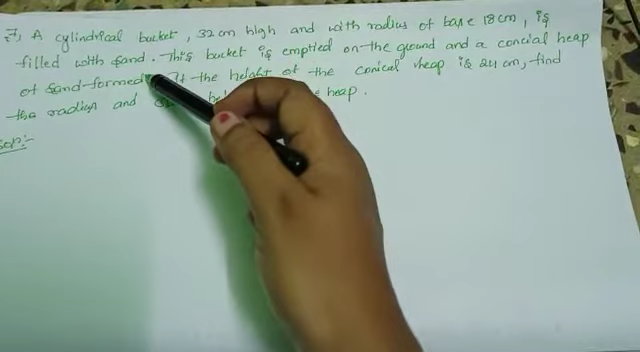 7, A cylindrical bucket, 32 cm high and with radius of base 18 cm, is
filled with sand. This bucket is emptied on the ground and a concial heap
of sand-formed. If the height of the conical heap is 24 cm, find
the radius and heap.
Sol:-